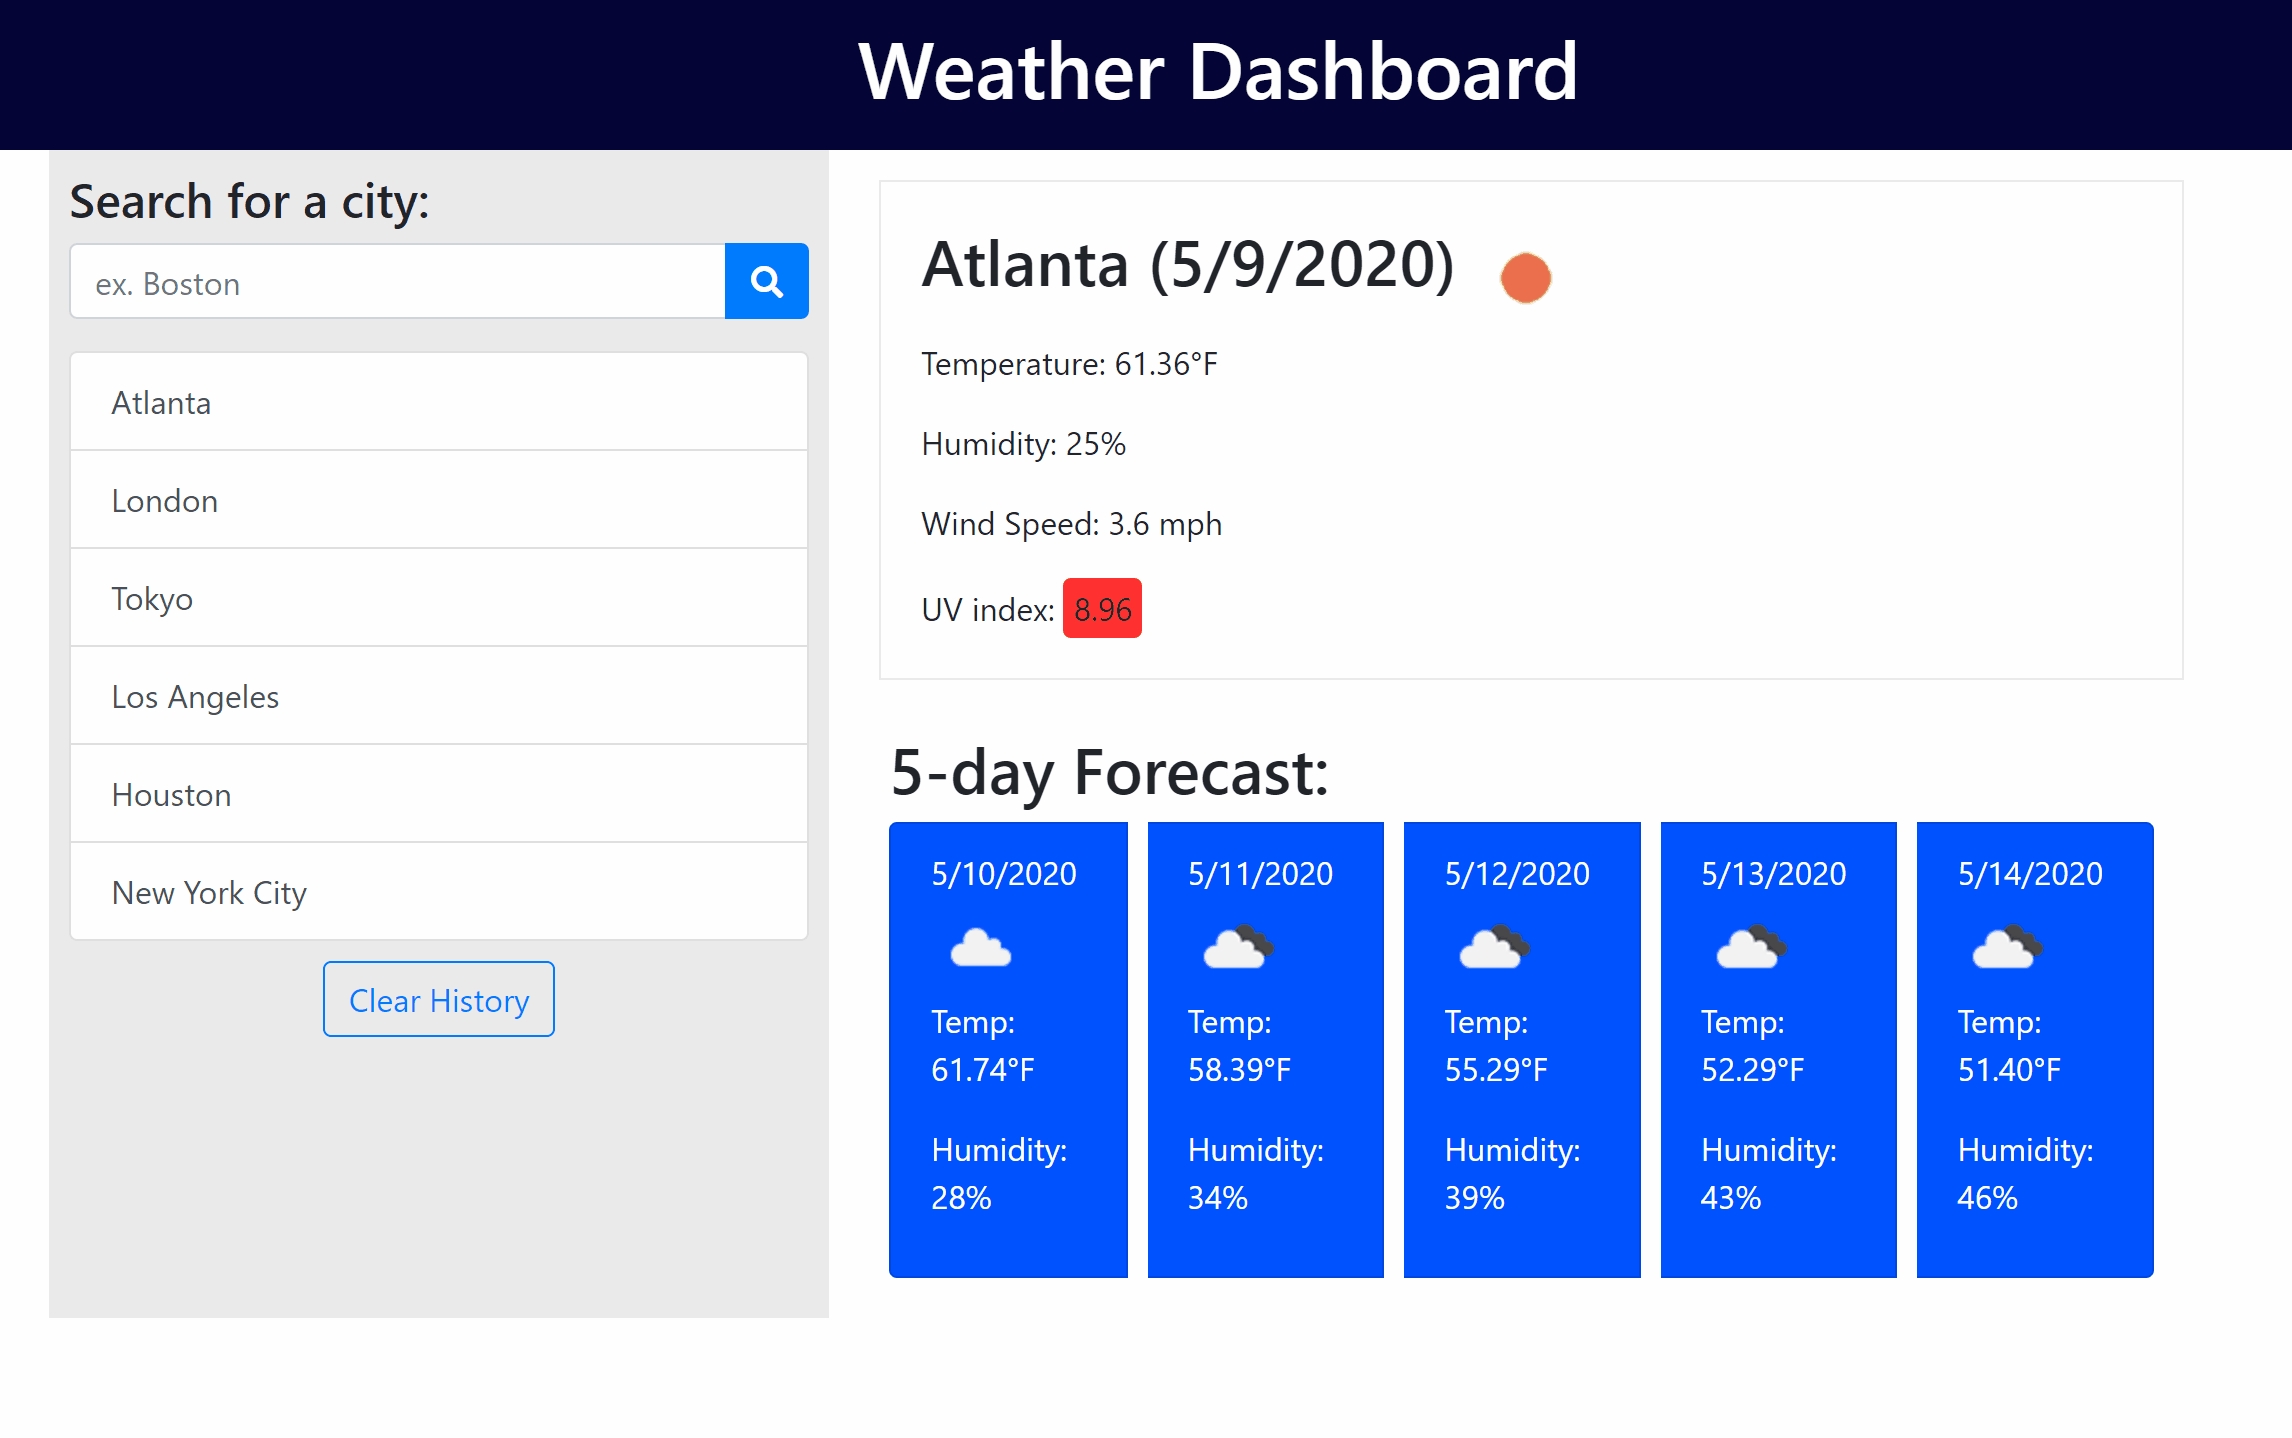 Weather Dashboard
Search for a city:
ex. Boston
Atlanta
London
Tokyo
Los Angeles
Houston
New York City
Clear History
Atlanta (5/9/2020)
Temperature: 61.36°F
Humidity: 25%
Wind Speed: 3.6 mph
UV index: 8.96
5-day Forecast:
5/10/2020
Temp:
61.74°F
Humidity:
28%
5/11/2020
Temp:
58.39°F
Humidity:
34%
5/12/2020
Temp:
55.29°F
Humidity:
39%
5/13/2020
Temp:
52.29°F
Humidity:
43%
5/14/2020
Temp:
51.40°F
Humidity:
46%